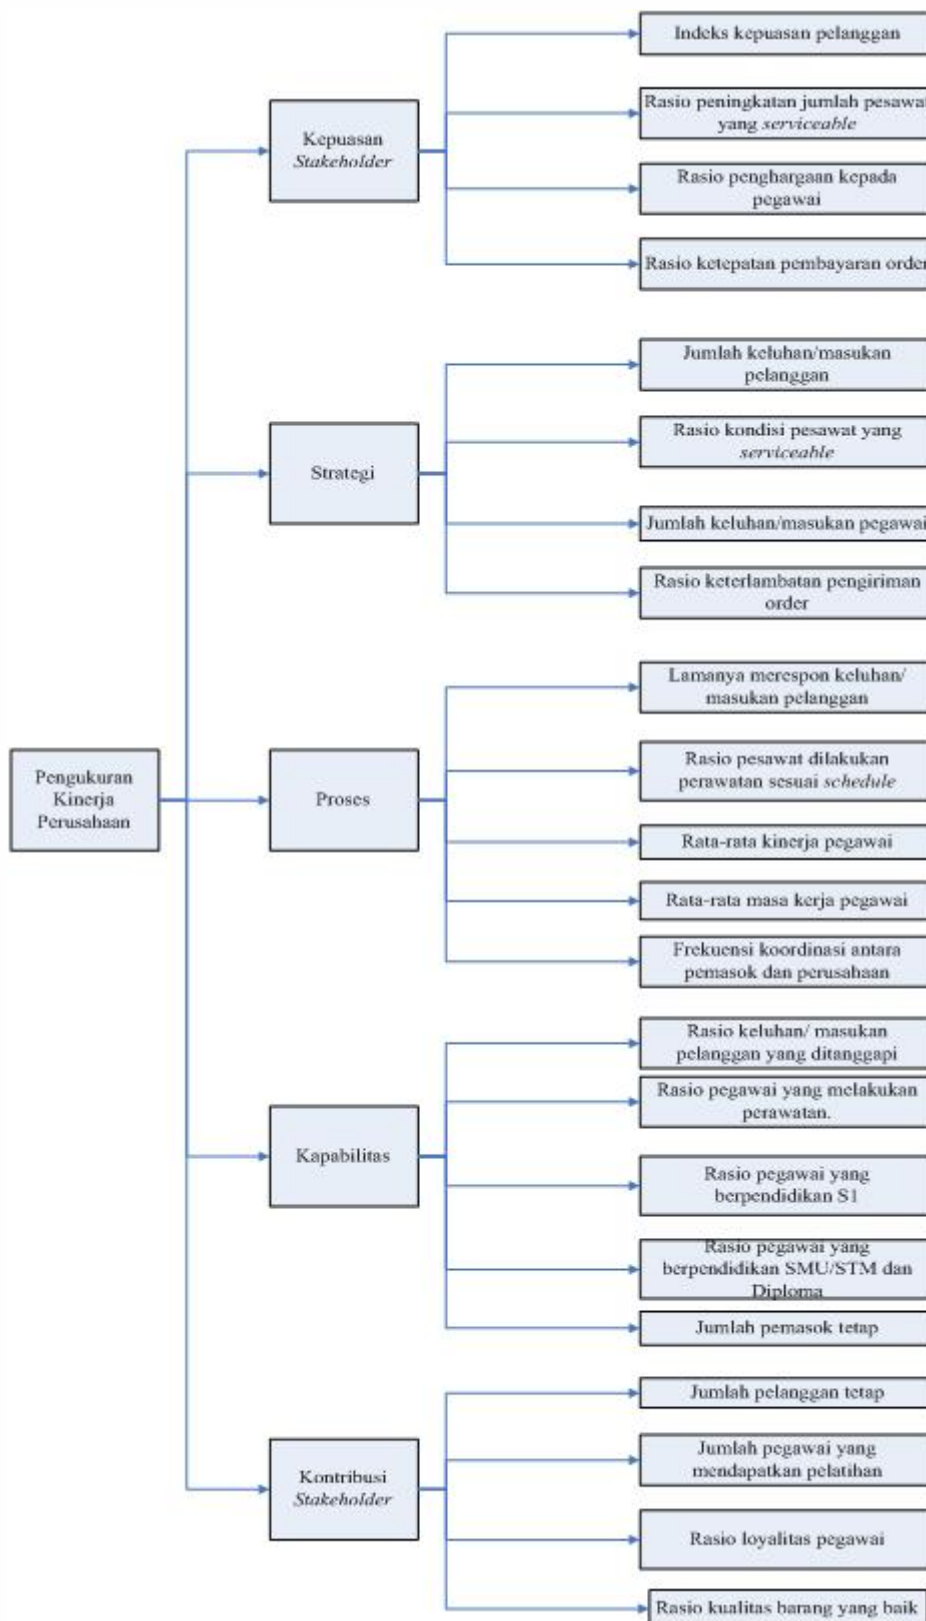 Pengukuran
Kinerja
Perusahaan
Kepuasan
Stakeholder
Indeks kepuasan pelanggan
Rasio peningkatan jumlah pesawat
yang serviceable
Rasio penghargaan kepada
pegawai
Rasio ketepatan pembayaran order
Strategi
Jumlah keluhan/masukan
pelanggan
Rasio kondisi pesawat yang
serviceable
Jumlah keluhan/masukan pegawai
Rasio keterlambatan pengiriman
order
Proses
Lamanya merespon keluhan/
masukan pelanggan
Rasio pesawat dilakukan
perawatan sesuai schedule
Rata-rata kinerja pegawai
Rata-rata masa kerja pegawai
Frekuensi koordinasi antara
pemasok dan perusahaan
Kapabilitas
Rasio keluhan/ masukan
pelanggan yang ditanggapi
Rasio pegawai yang melakukan
perawatan.
Rasio pegawai yang
berpendidikan S1
Rasio pegawai yang
berpendidikan SMU/STM dan
Diploma
Jumlah pemasok tetap
Kontribusi
Stakeholder
Jumlah pelanggan tetap
Jumlah pegawai yang
mendapatkan pelatihan
Rasio loyalitas pegawai
Rasio kualitas barang yang baik